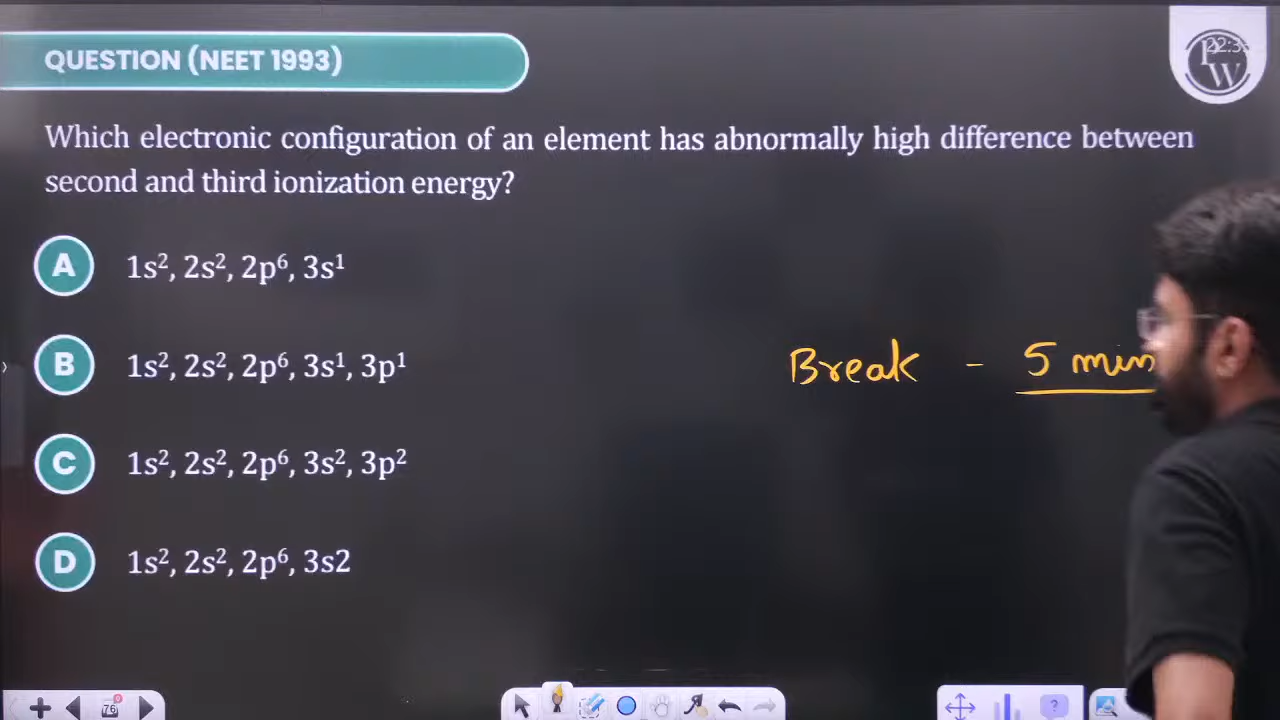 QUESTION (NEET 1993)
Which electronic configuration of an element has abnormally high difference between
second and third ionization energy?
A 1s², 2s², 2p⁶, 3s¹
B 1s², 2s², 2p⁶, 3s¹, 3p¹
Break - 5 min
C 1s², 2s², 2p⁶, 3s², 3p²
D 1s², 2s², 2p⁶, 3s2
PW
76